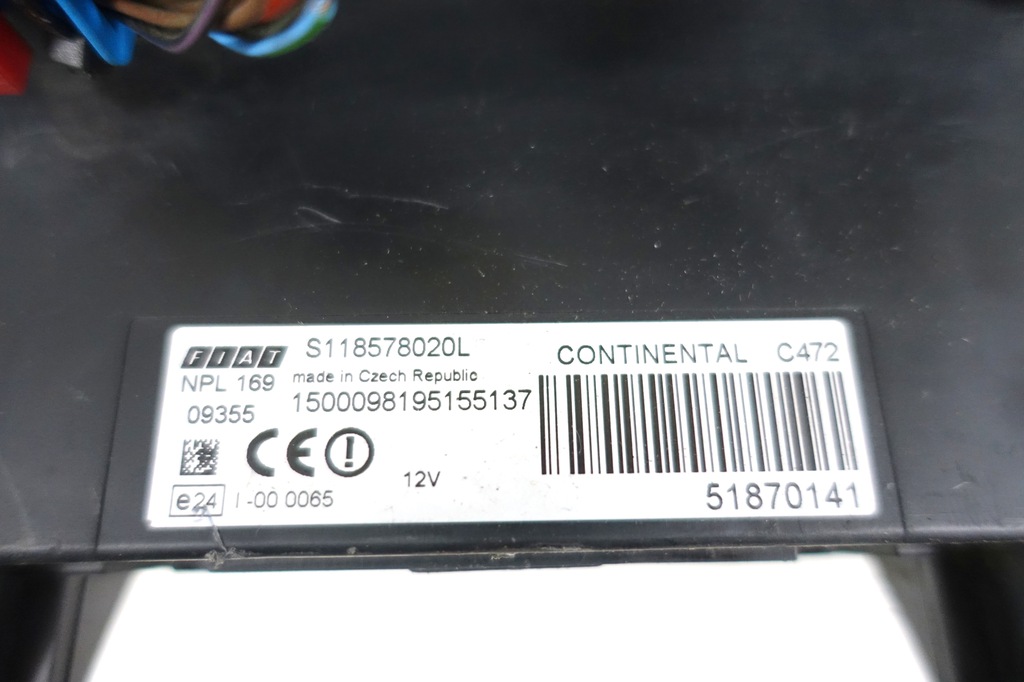 FIAT S118578020L CONTINENTAL C472
NPL 169 made in Czech Republic
09355 1500098195155137
CE
12V
e24 I -00 0065
51870141